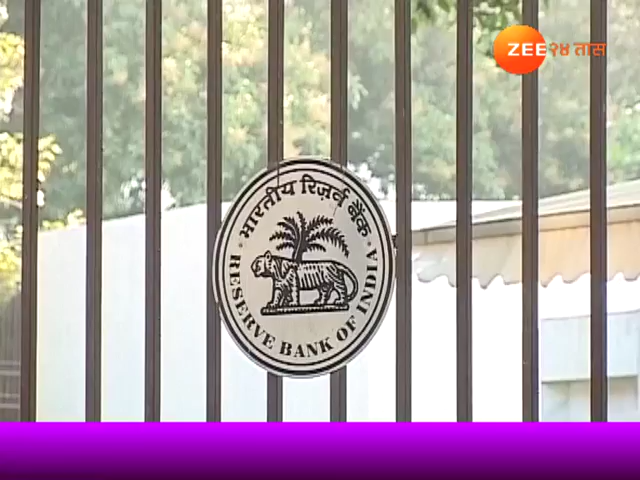 ZEE २४ तास
भारतीय रिज़र्व बैंक
RESERVE BANK OF INDIA